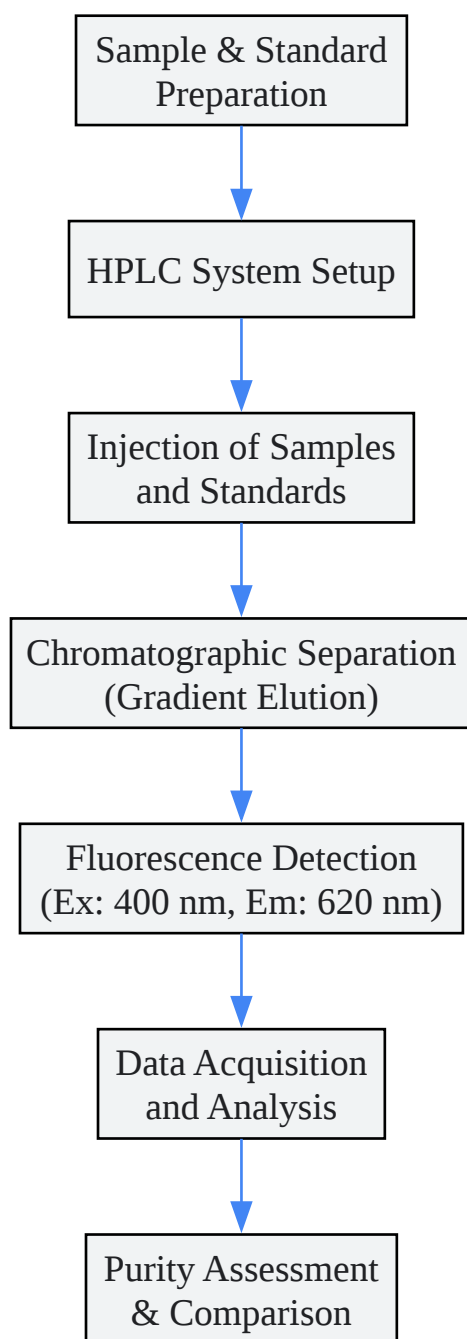 Sample & Standard
Preparation
HPLC System Setup
Injection of Samples
and Standards
Chromatographic Separation
(Gradient Elution)
Fluorescence Detection
(Ex: 400 nm, Em: 620 nm)
Data Acquisition
and Analysis
Purity Assessment
& Comparison